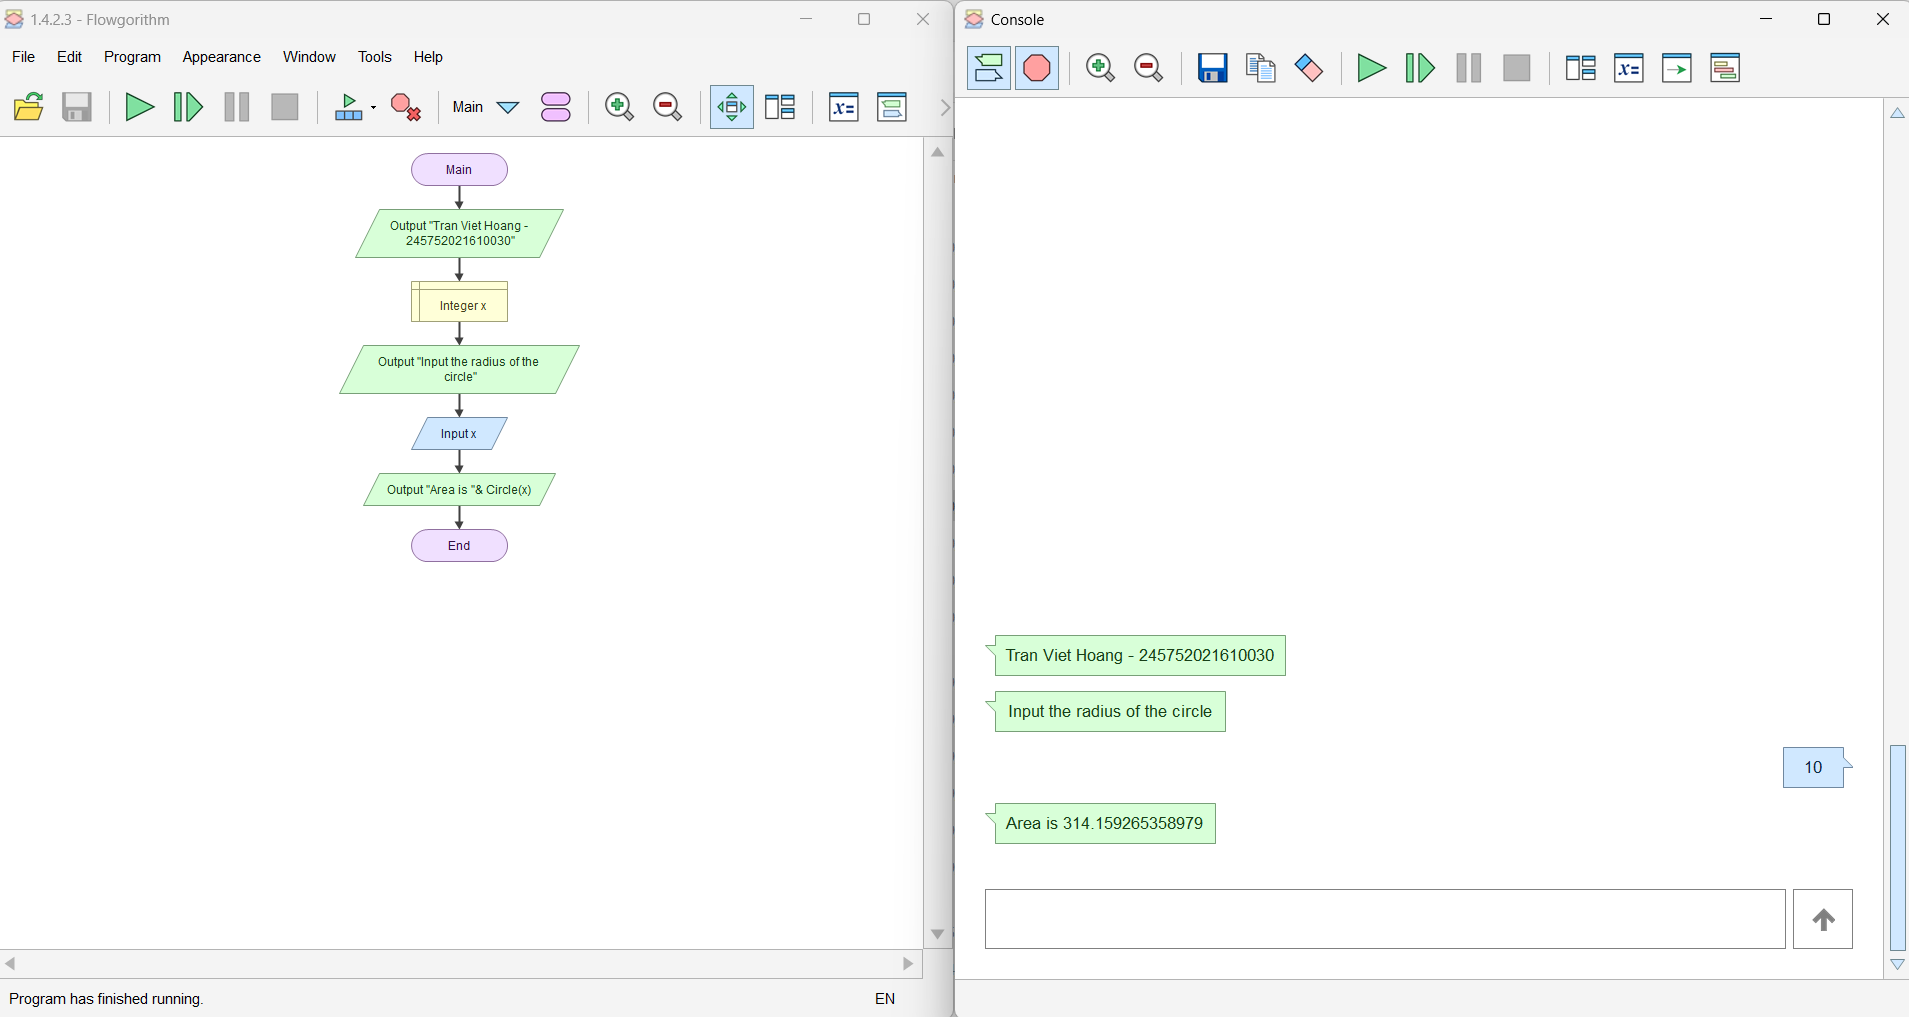 1.4.2.3 - Flowgorithm
File Edit Program Appearance Window Tools Help
Main
x=
Main
Output "Tran Viet Hoang -
245752021610030"
Integer x
Output "Input the radius of the
circle"
Input x
Output "Area is "& Circle(x)
End
Program has finished running.
EN
Console
x=
Tran Viet Hoang - 245752021610030
Input the radius of the circle
10
Area is 314.159265358979